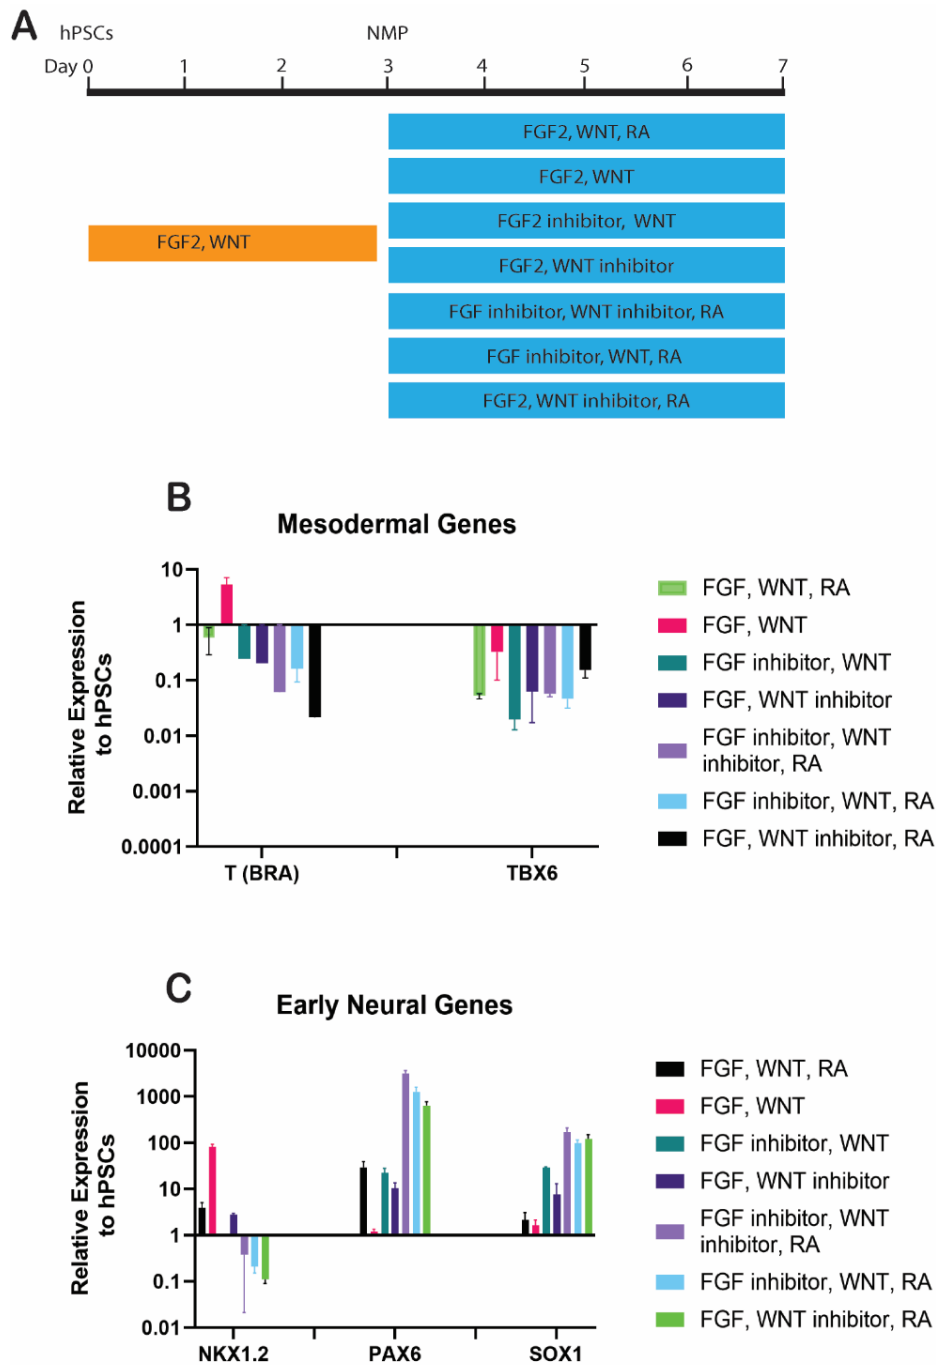 A
hPSCs
NMP
Day 0 1 2 3 4 5 6 7
FGF2, WNT, RA
FGF2, WNT
FGF2 inhibitor, WNT
FGF2, WNT
FGF2, WNT inhibitor
FGF inhibitor, WNT inhibitor, RA
FGF inhibitor, WNT, RA
FGF2, WNT inhibitor, RA
B
Mesodermal Genes
Relative Expression
to hPSCs
10
1
0.1
0.01
0.001
0.0001
T (BRA)
TBX6
FGF, WNT, RA
FGF, WNT
FGF inhibitor, WNT
FGF, WNT inhibitor
FGF inhibitor, WNT
inhibitor, RA
FGF inhibitor, WNT, RA
FGF, WNT inhibitor, RA
C
Early Neural Genes
Relative Expression
to hPSCs
10000
1000
100
10
1
0.1
0.01
NKX1.2
PAX6
SOX1
FGF, WNT, RA
FGF, WNT
FGF inhibitor, WNT
FGF, WNT inhibitor
FGF inhibitor, WNT
inhibitor, RA
FGF inhibitor, WNT, RA
FGF, WNT inhibitor, RA